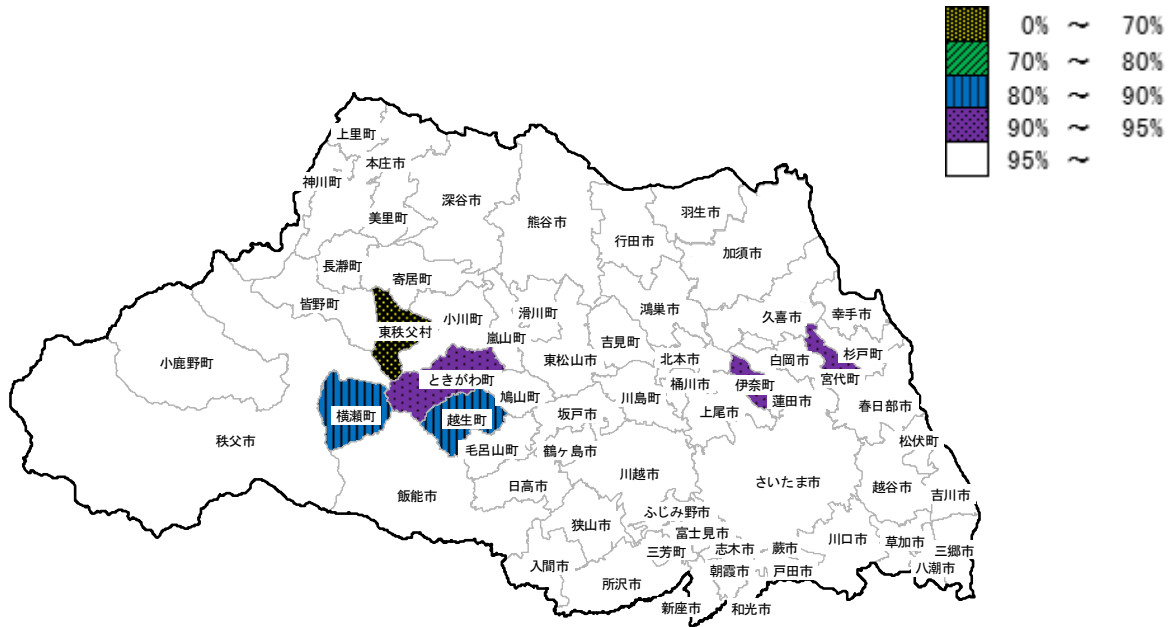 0% ～ 70%
70% ～ 80%
80% ～ 90%
90% ～ 95%
95% ～
上里町
本庄市
神川町
深谷市
美里町
熊谷市
羽生市
行田市
加須市
長瀞町
寄居町
皆野町
東秩父村
小川町
滑川町
嵐山町
鴻巣市
久喜市
幸手市
吉見町
東松山市
北本市
白岡市
杉戸町
小鹿野町
ときがわ町
桶川市
伊奈町
宮代町
鳩山町
川島町
蓮田市
横瀬町
越生町
坂戸市
上尾市
春日部市
秩父市
毛呂山町
鶴ヶ島市
松伏町
川越市
さいたま市
飯能市
日高市
越谷市
吉川市
ふじみ野市
狭山市
富士見市
三芳町
志木市
蕨市
川口市
草加市
三郷市
入間市
朝霞市
戸田市
八潮市
所沢市
新座市
和光市